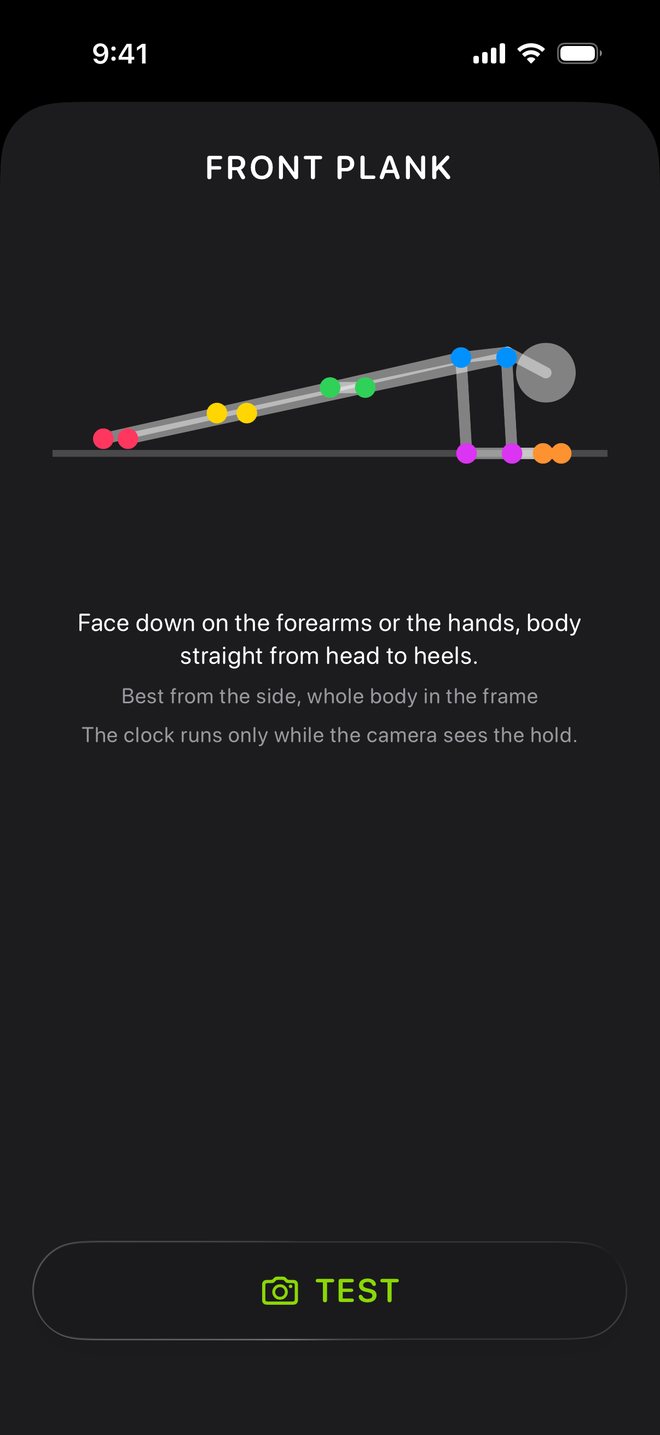 9:41
FRONT PLANK
Face down on the forearms or the hands, body
straight from head to heels.
Best from the side, whole body in the frame
The clock runs only while the camera sees the hold.
TEST